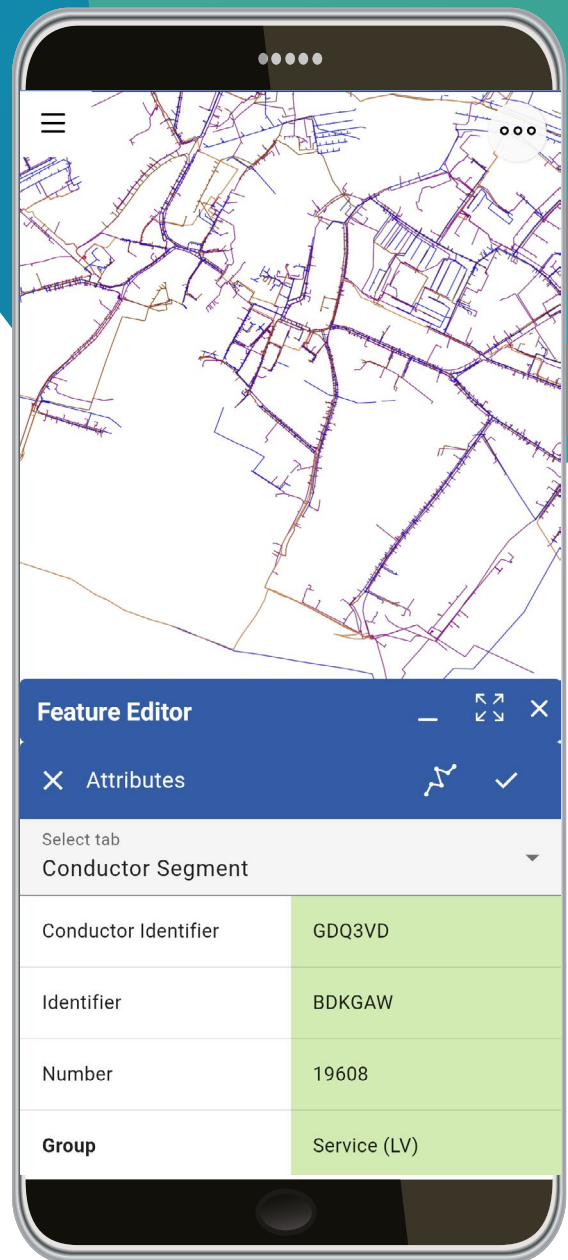 Feature Editor
Attributes
Select tab
Conductor Segment
Conductor Identifier GDQ3VD
Identifier BDKGAW
Number 19608
Group Service (LV)